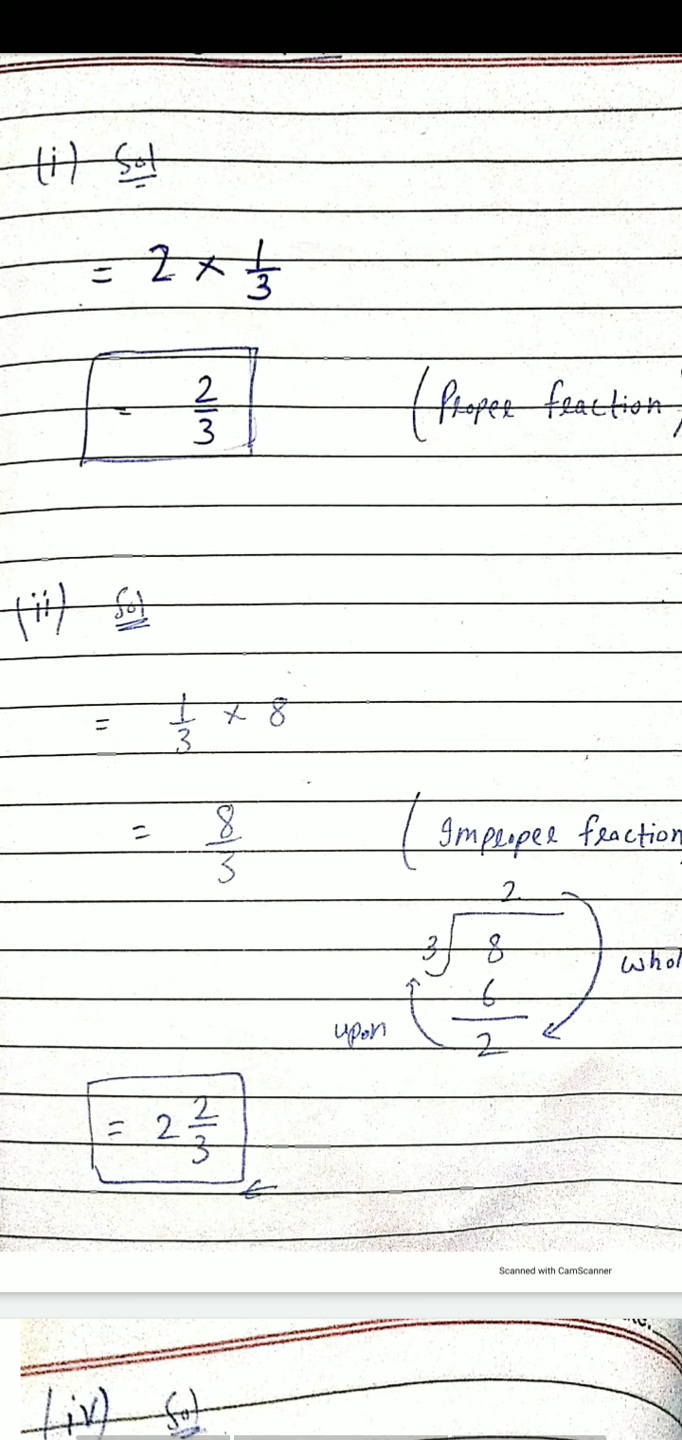 (i) Sol
= 2 × 1/3
= 2/3 (Proper fraction)
(ii) Sol
= 1/3 × 8
= 8/3 (Improper fraction
2
3 8
whol
6
upon
2
= 2 2/3
Scanned with CamScanner
(iv) Sol